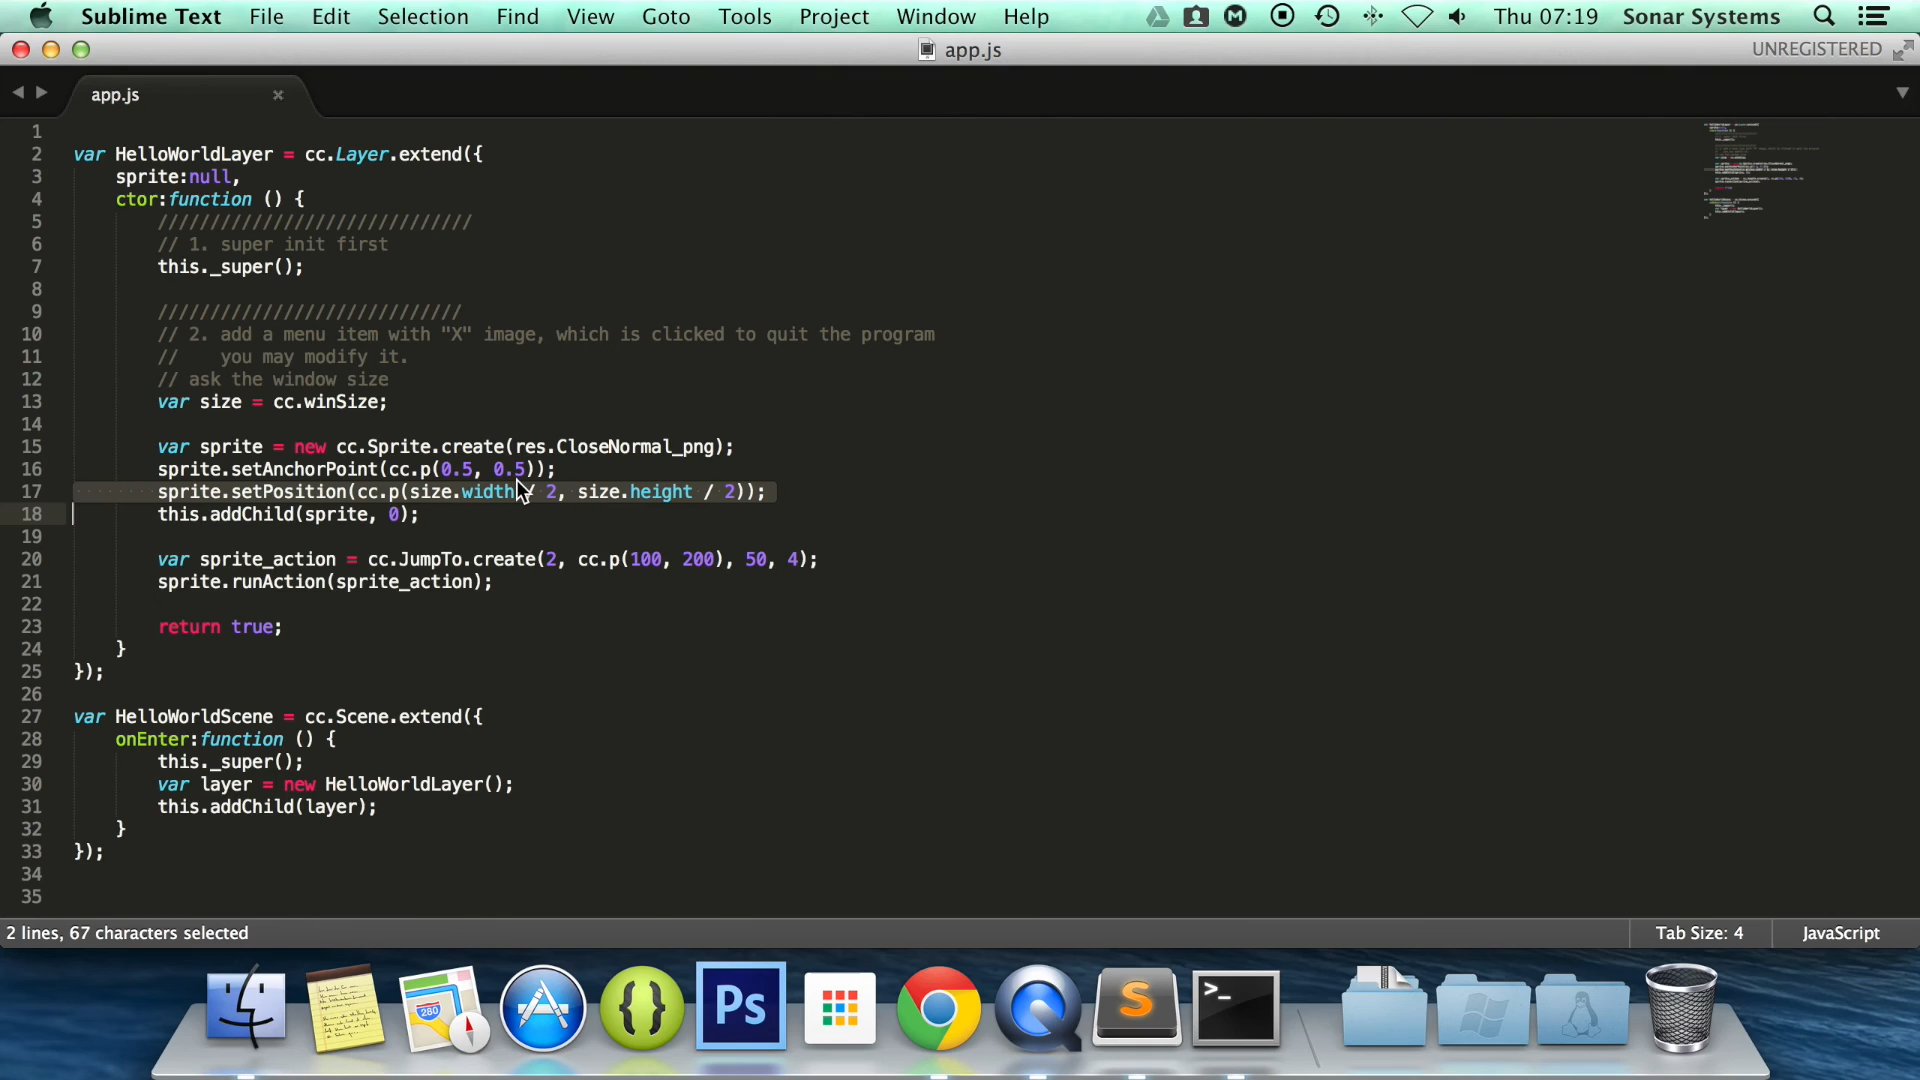 Sublime Text File Edit Selection Find View Goto Tools Project Window Help Thu 07:19 Sonar Systems
app.js UNREGISTERED
app.js
1
2 var HelloWorldLayer = cc.Layer.extend({
3 sprite:null,
4 ctor:function () {
5 //////////////////////////////
6 // 1. super init first
7 this._super();
8
9 /////////////////////////////
10 // 2. add a menu item with "X" image, which is clicked to quit the program
11 //    you may modify it.
12 // ask the window size
13 var size = cc.winSize;
14
15 var sprite = new cc.Sprite.create(res.CloseNormal_png);
16 sprite.setAnchorPoint(cc.p(0.5, 0.5));
17 sprite.setPosition(cc.p(size.width / 2, size.height / 2));
18 this.addChild(sprite, 0);
19
20 var sprite_action = cc.JumpTo.create(2, cc.p(100, 200), 50, 4);
21 sprite.runAction(sprite_action);
22
23 return true;
24 }
25 });
26
27 var HelloWorldScene = cc.Scene.extend({
28 onEnter:function () {
29 this._super();
30 var layer = new HelloWorldLayer();
31 this.addChild(layer);
32 }
33 });
34
35
2 lines, 67 characters selected Tab Size: 4 JavaScript
280 {} Ps S >_